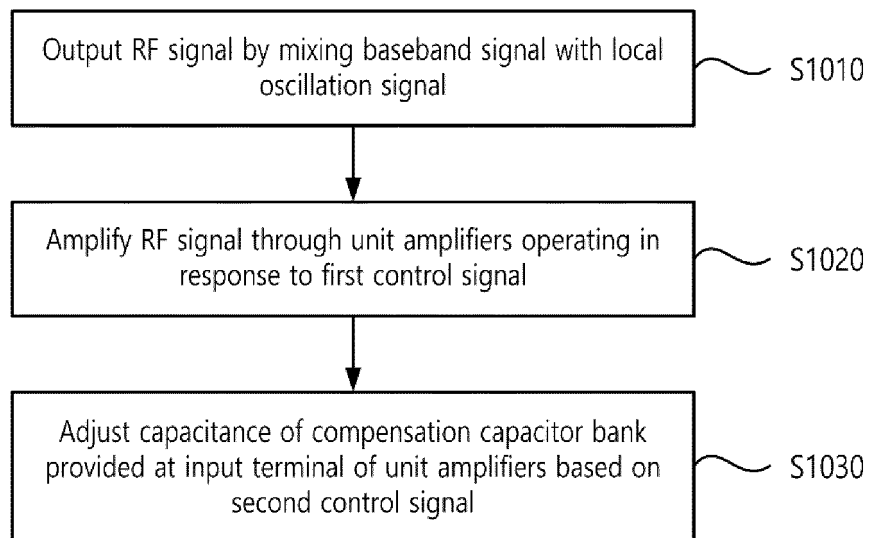 Output RF signal by mixing baseband signal with local
oscillation signal
S1010
Amplify RF signal through unit amplifiers operating in
response to first control signal
S1020
Adjust capacitance of compensation capacitor bank
provided at input terminal of unit amplifiers based on
second control signal
S1030